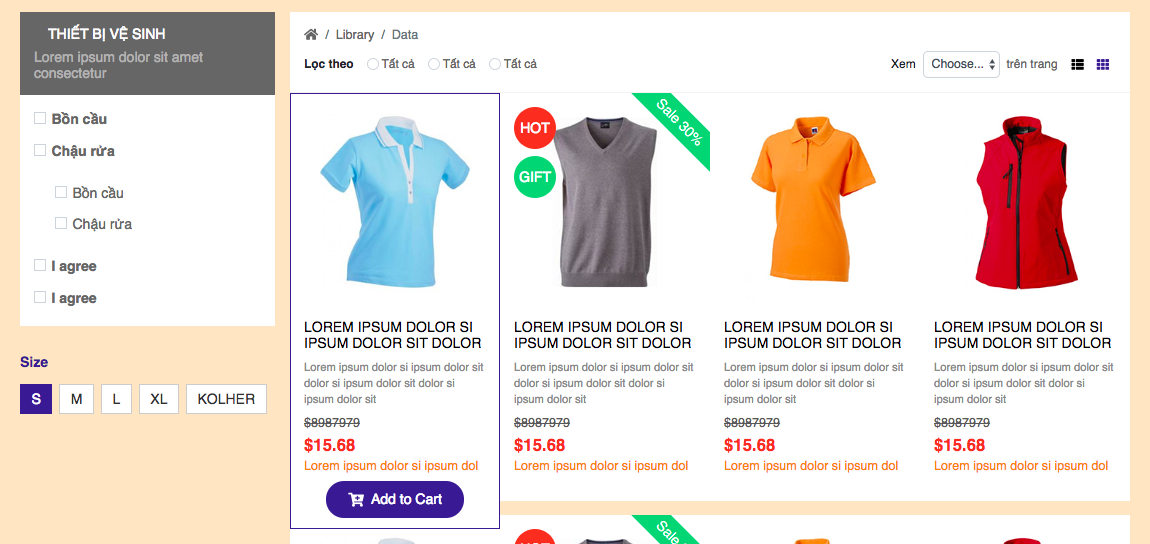 THIẾT BỊ VỆ SINH
Lorem ipsum dolor sit amet
consectetur
Bồn cầu
Chậu rửa
Bồn cầu
Chậu rửa
I agree
I agree
Size
S M L XL KOLHER
/ Library / Data
Lọc theo Tất cả Tất cả Tất cả
Xem Choose... trên trang
LOREM IPSUM DOLOR SI
IPSUM DOLOR SIT DOLOR
Lorem ipsum dolor si ipsum dolor sit
dolor si ipsum dolor sit dolor si
ipsum dolor sit
$8987979
$15.68
Lorem ipsum dolor si ipsum dol
Add to Cart
HOT
GIFT
Sale 30%
LOREM IPSUM DOLOR SI
IPSUM DOLOR SIT DOLOR
Lorem ipsum dolor si ipsum dolor sit
dolor si ipsum dolor sit dolor si
ipsum dolor sit
$8987979
$15.68
Lorem ipsum dolor si ipsum dol
LOREM IPSUM DOLOR SI
IPSUM DOLOR SIT DOLOR
Lorem ipsum dolor si ipsum dolor sit
dolor si ipsum dolor sit dolor si
ipsum dolor sit
$8987979
$15.68
Lorem ipsum dolor si ipsum dol
LOREM IPSUM DOLOR SI
IPSUM DOLOR SIT DOLOR
Lorem ipsum dolor si ipsum dolor sit
dolor si ipsum dolor sit dolor si
ipsum dolor sit
$8987979
$15.68
Lorem ipsum dolor si ipsum dol
Sale